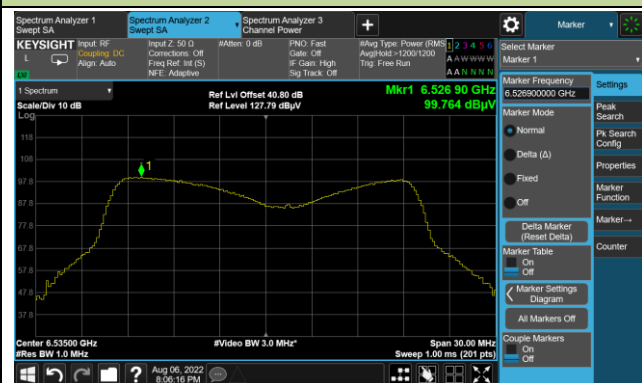 Spectrum Analyzer 1
Swept SA
Spectrum Analyzer 2
Swept SA
Spectrum Analyzer 3
Channel Power
+
Marker
KEYSIGHT
L
LXI
Input: RF
Coupling: DC
Align: Auto
Input Z: 50 Ω
Corrections: Off
Freq Ref: Int (S)
NFE: Adaptive
#Atten: 0 dB
PNO: Fast
Gate: Off
IF Gain: High
Sig Track: Off
#Avg Type: Power (RMS
Avg|Hold:>1200/1200
Trig: Free Run
1 2 3 4 5 6
A A W W W W
A A N N N N
Select Marker
Marker 1
1 Spectrum
Scale/Div 10 dB
Log
Ref Lvl Offset 40.80 dB
Ref Level 127.79 dBµV
Mkr1 6.526 90 GHz
99.764 dBµV
118
108
97.8
87.8
77.8
67.8
57.8
47.8
37.8
1
Center 6.53500 GHz
#Res BW 1.0 MHz
#Video BW 3.0 MHz*
Span 30.00 MHz
Sweep 1.00 ms (201 pts)
Marker Frequency
6.526900000 GHz
Marker Mode
Normal
Delta (Δ)
Fixed
Off
Delta Marker
(Reset Delta)
Marker Table
On
Off
Marker Settings
Diagram
All Markers Off
Couple Markers
On
Off
Settings
Peak
Search
Pk Search
Config
Properties
Marker
Function
Marker→
Counter
?
Aug 06, 2022
8:06:16 PM